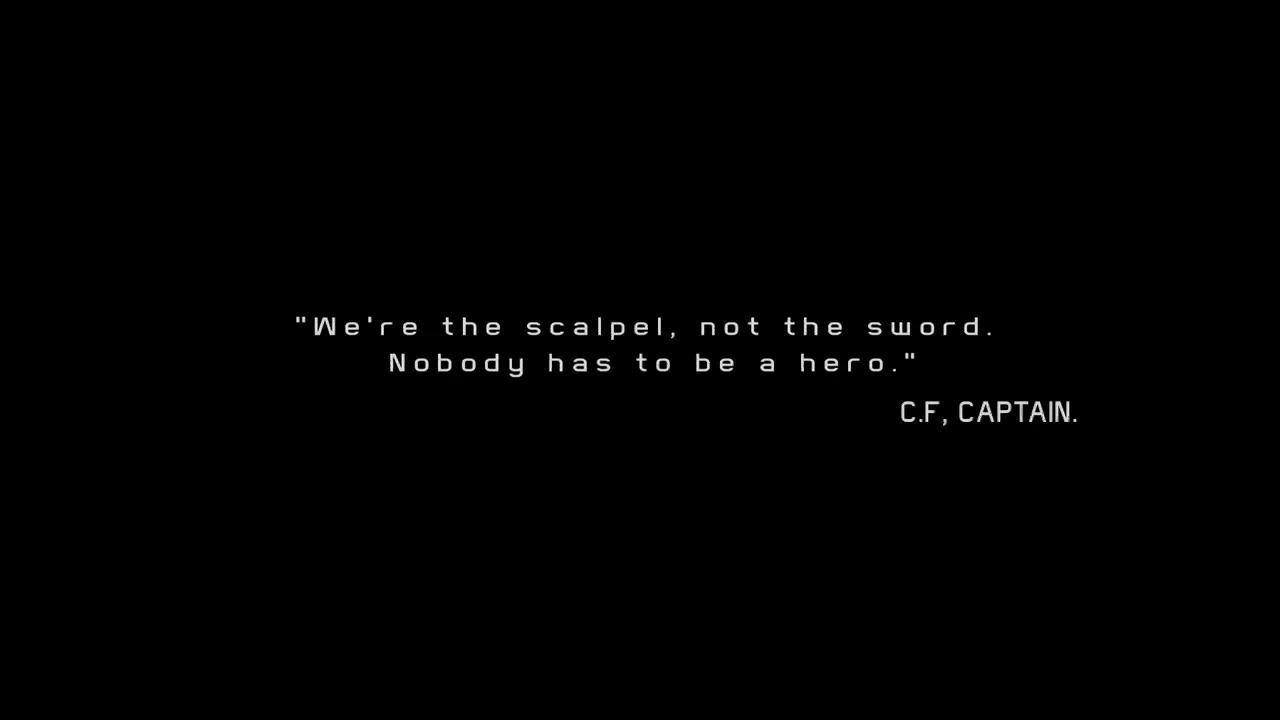 "We're the scalpel, not the sword.
Nobody has to be a hero."
C.F, CAPTAIN.